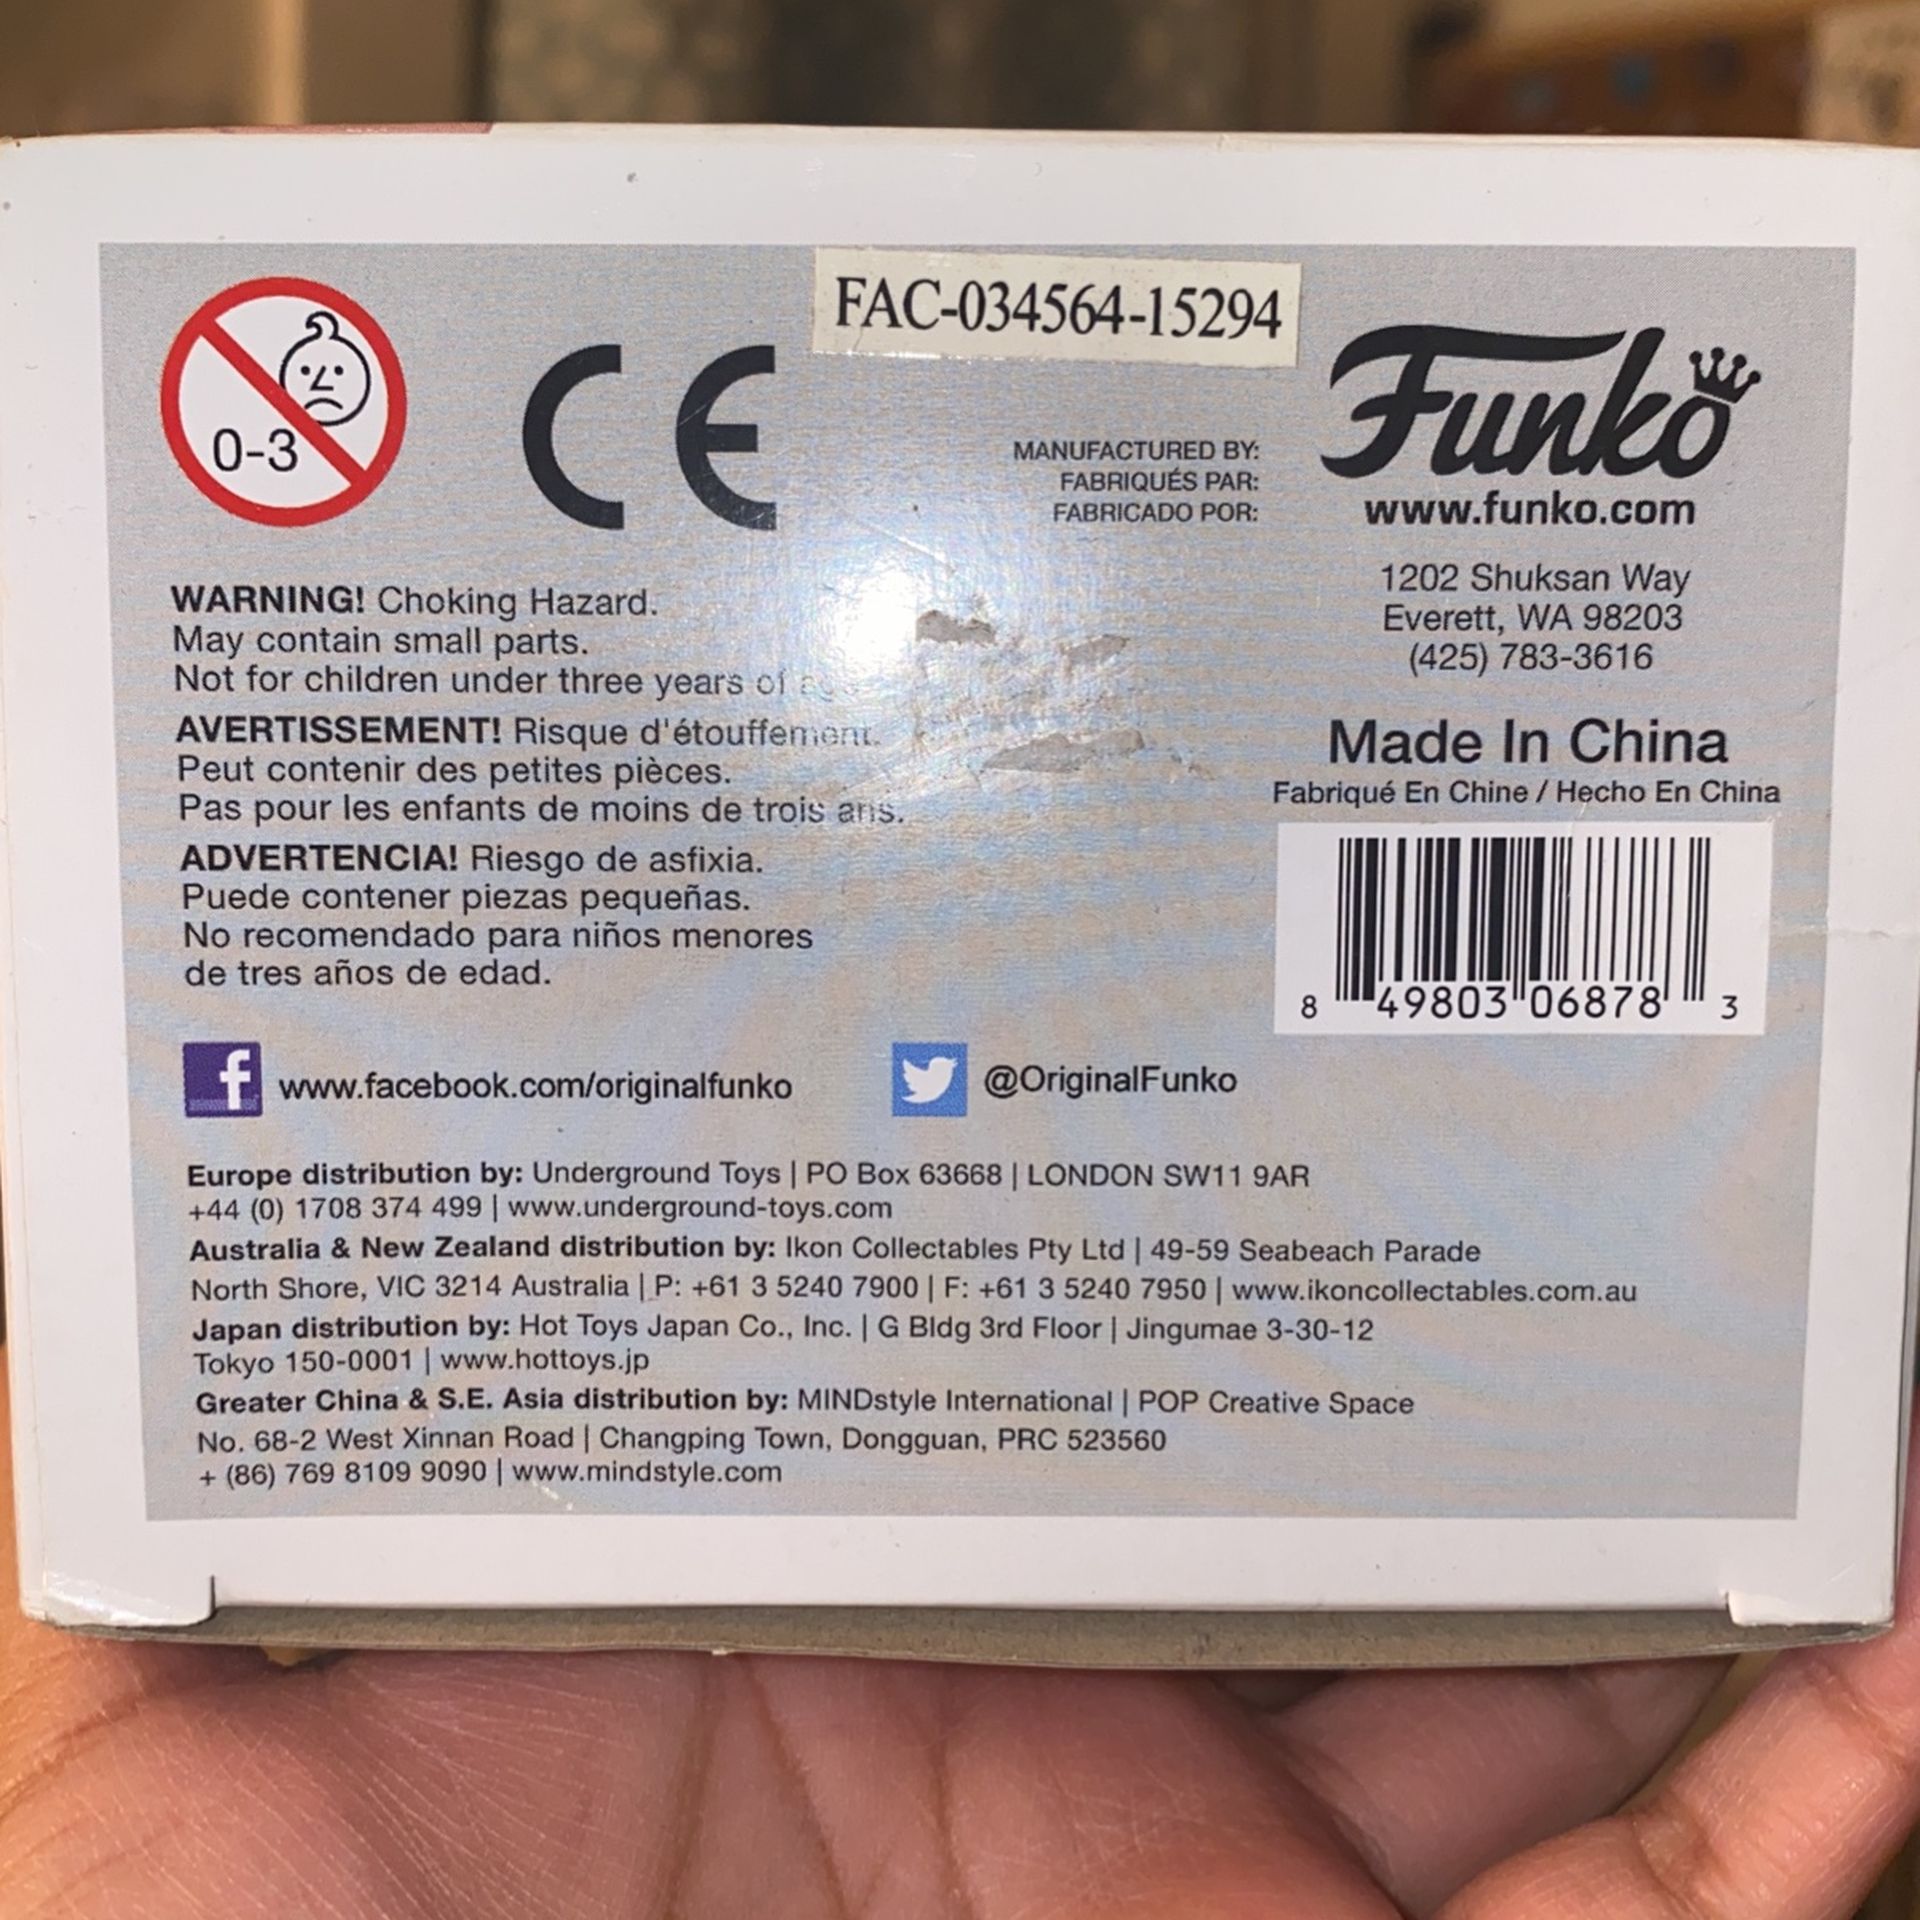 FAC-034564-15294
0-3
CE
MANUFACTURED BY:
FABRIQUÉS PAR:
FABRICADO POR:
Funko
www.funko.com
1202 Shuksan Way
Everett, WA 98203
(425) 783-3616
WARNING! Choking Hazard.
May contain small parts.
Not for children under three years of age
AVERTISSEMENT! Risque d'étouffement.
Peut contenir des petites pièces.
Pas pour les enfants de moins de trois ans.
ADVERTENCIA! Riesgo de asfixia.
Puede contener piezas pequeñas.
No recomendado para niños menores
de tres años de edad.
Made In China
Fabriqué En Chine / Hecho En China
8 49803 06878 3
f www.facebook.com/originalfunko
@OriginalFunko
Europe distribution by: Underground Toys | PO Box 63668 | LONDON SW11 9AR
+44 (0) 1708 374 499 | www.underground-toys.com
Australia & New Zealand distribution by: Ikon Collectables Pty Ltd | 49-59 Seabeach Parade
North Shore, VIC 3214 Australia | P: +61 3 5240 7900 | F: +61 3 5240 7950 | www.ikoncollectables.com.au
Japan distribution by: Hot Toys Japan Co., Inc. | G Bldg 3rd Floor | Jingumae 3-30-12
Tokyo 150-0001 | www.hottoys.jp
Greater China & S.E. Asia distribution by: MINDstyle International | POP Creative Space
No. 68-2 West Xinnan Road | Changping Town, Dongguan, PRC 523560
+ (86) 769 8109 9090 | www.mindstyle.com